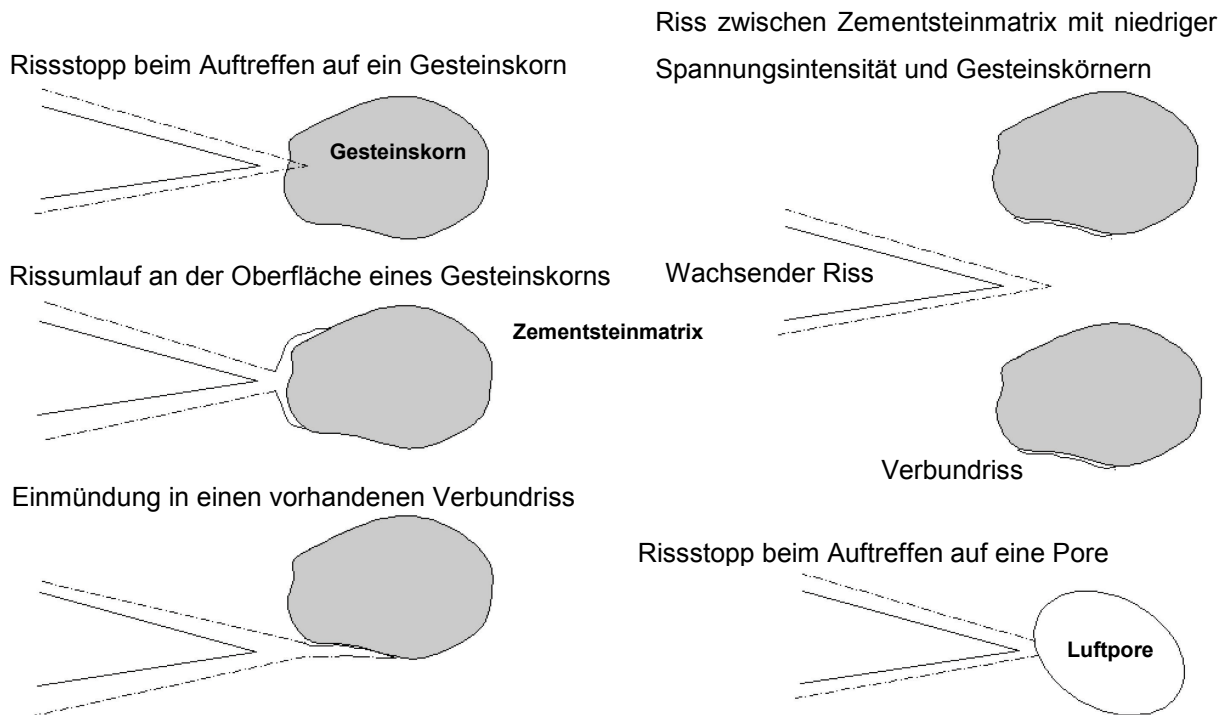 Rissstopp beim Auftreffen auf ein Gesteinskorn
Gesteinskorn
Rissumlauf an der Oberfläche eines Gesteinskorns
Zementsteinmatrix
Einmündung in einen vorhandenen Verbundriss
Riss zwischen Zementsteinmatrix mit niedriger
Spannungsintensität und Gesteinskörnern
Wachsender Riss
Verbundriss
Rissstopp beim Auftreffen auf eine Pore
Luftpore